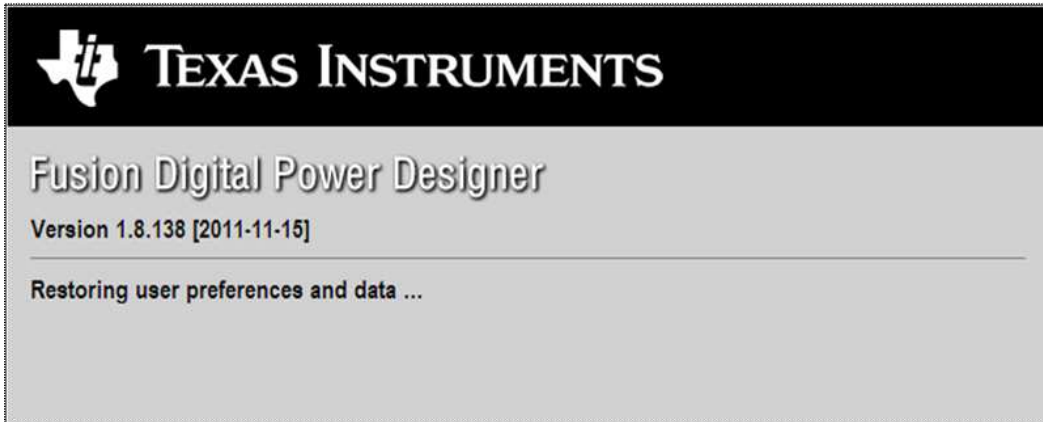 TEXAS INSTRUMENTS
Fusion Digital Power Designer
Version 1.8.138 [2011-11-15]
Restoring user preferences and data ...